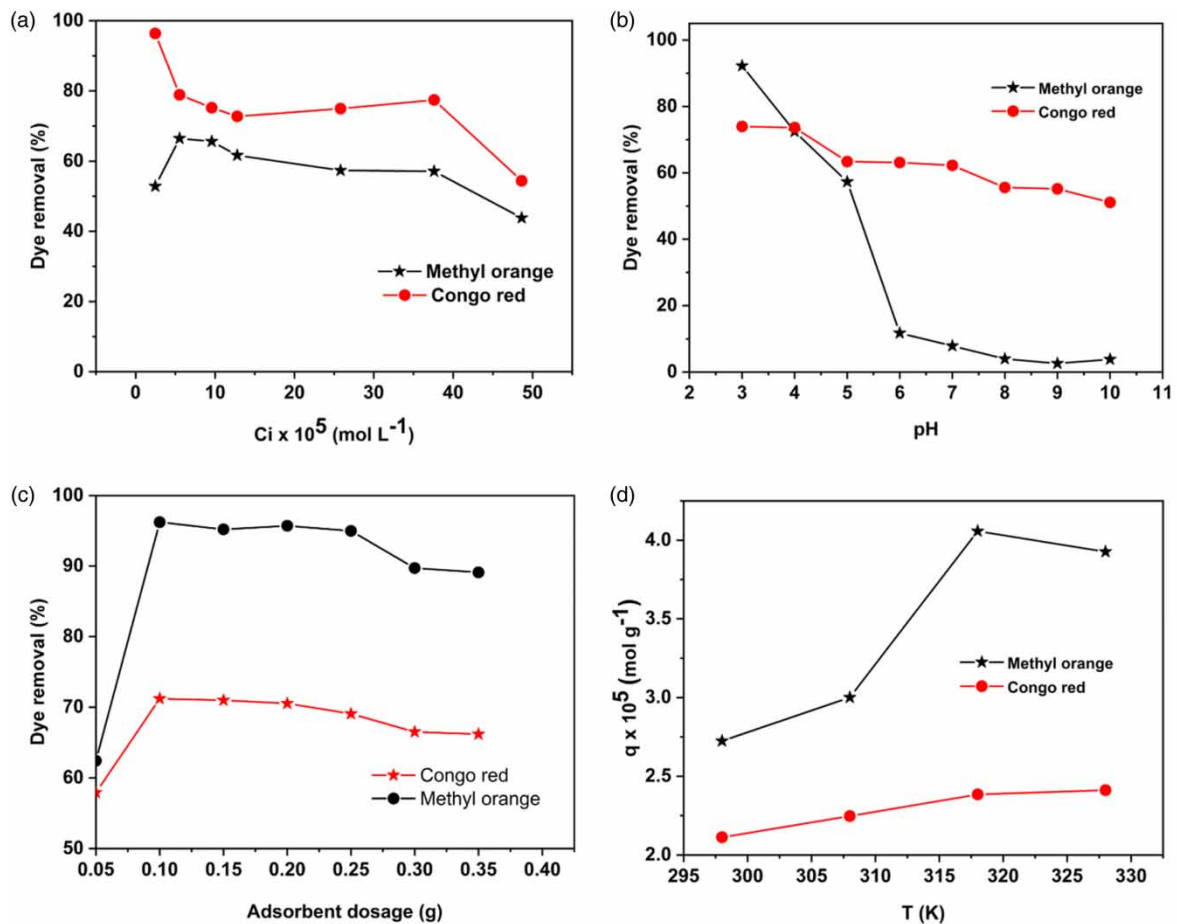 (a)
100
80
60
40
20
0
Dye removal (%)
Methyl orange
Congo red
0 10 20 30 40 50
Ci x 10⁵ (mol L⁻¹)
(b)
100
80
60
40
20
0
Dye removal (%)
Methyl orange
Congo red
2 3 4 5 6 7 8 9 10 11
pH
(c)
100
90
80
70
60
50
Dye removal (%)
Congo red
Methyl orange
0.05 0.10 0.15 0.20 0.25 0.30 0.35 0.40
Adsorbent dosage (g)
(d)
4.0
3.5
3.0
2.5
2.0
q x 10⁵ (mol g⁻¹)
Methyl orange
Congo red
295 300 305 310 315 320 325 330
T (K)